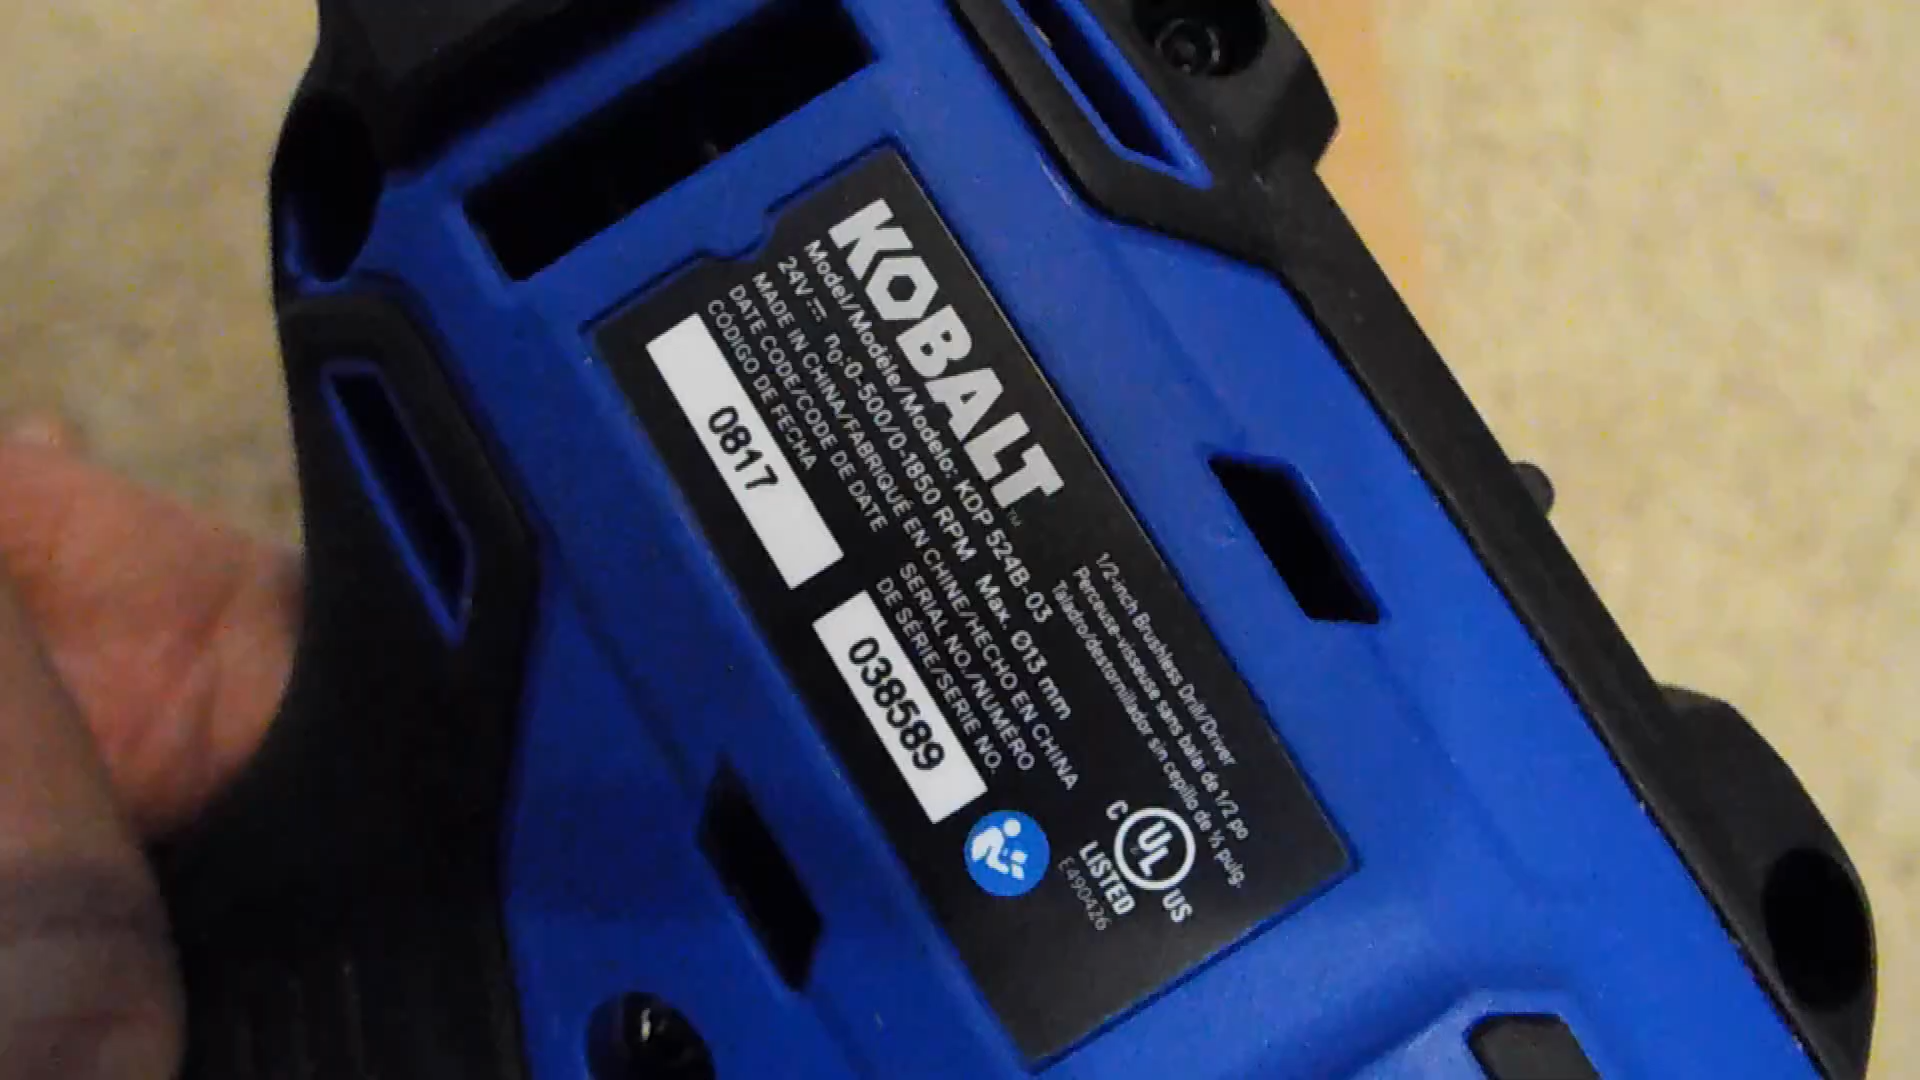 KOBALT™
Model/Modèle/Modelo: KDP 524B-03
24V⎓ n₀:0-500/0-1850 RPM Max. Ø13 mm
MADE IN CHINA/FABRIQUÉ EN CHINE/HECHO EN CHINA
DATE CODE/CODE DE DATE
CÓDIGO DE FECHA
0817
SERIAL NO./NUMÉRO
DE SÉRIE/SERIE NO.
038589
1/2-inch Brushless Drill/Driver
Perceuse-visseuse sans balai de 1/2 po
Taladro/destornillador sin cepillo de ½ pulg.
C UL US
LISTED
E490426